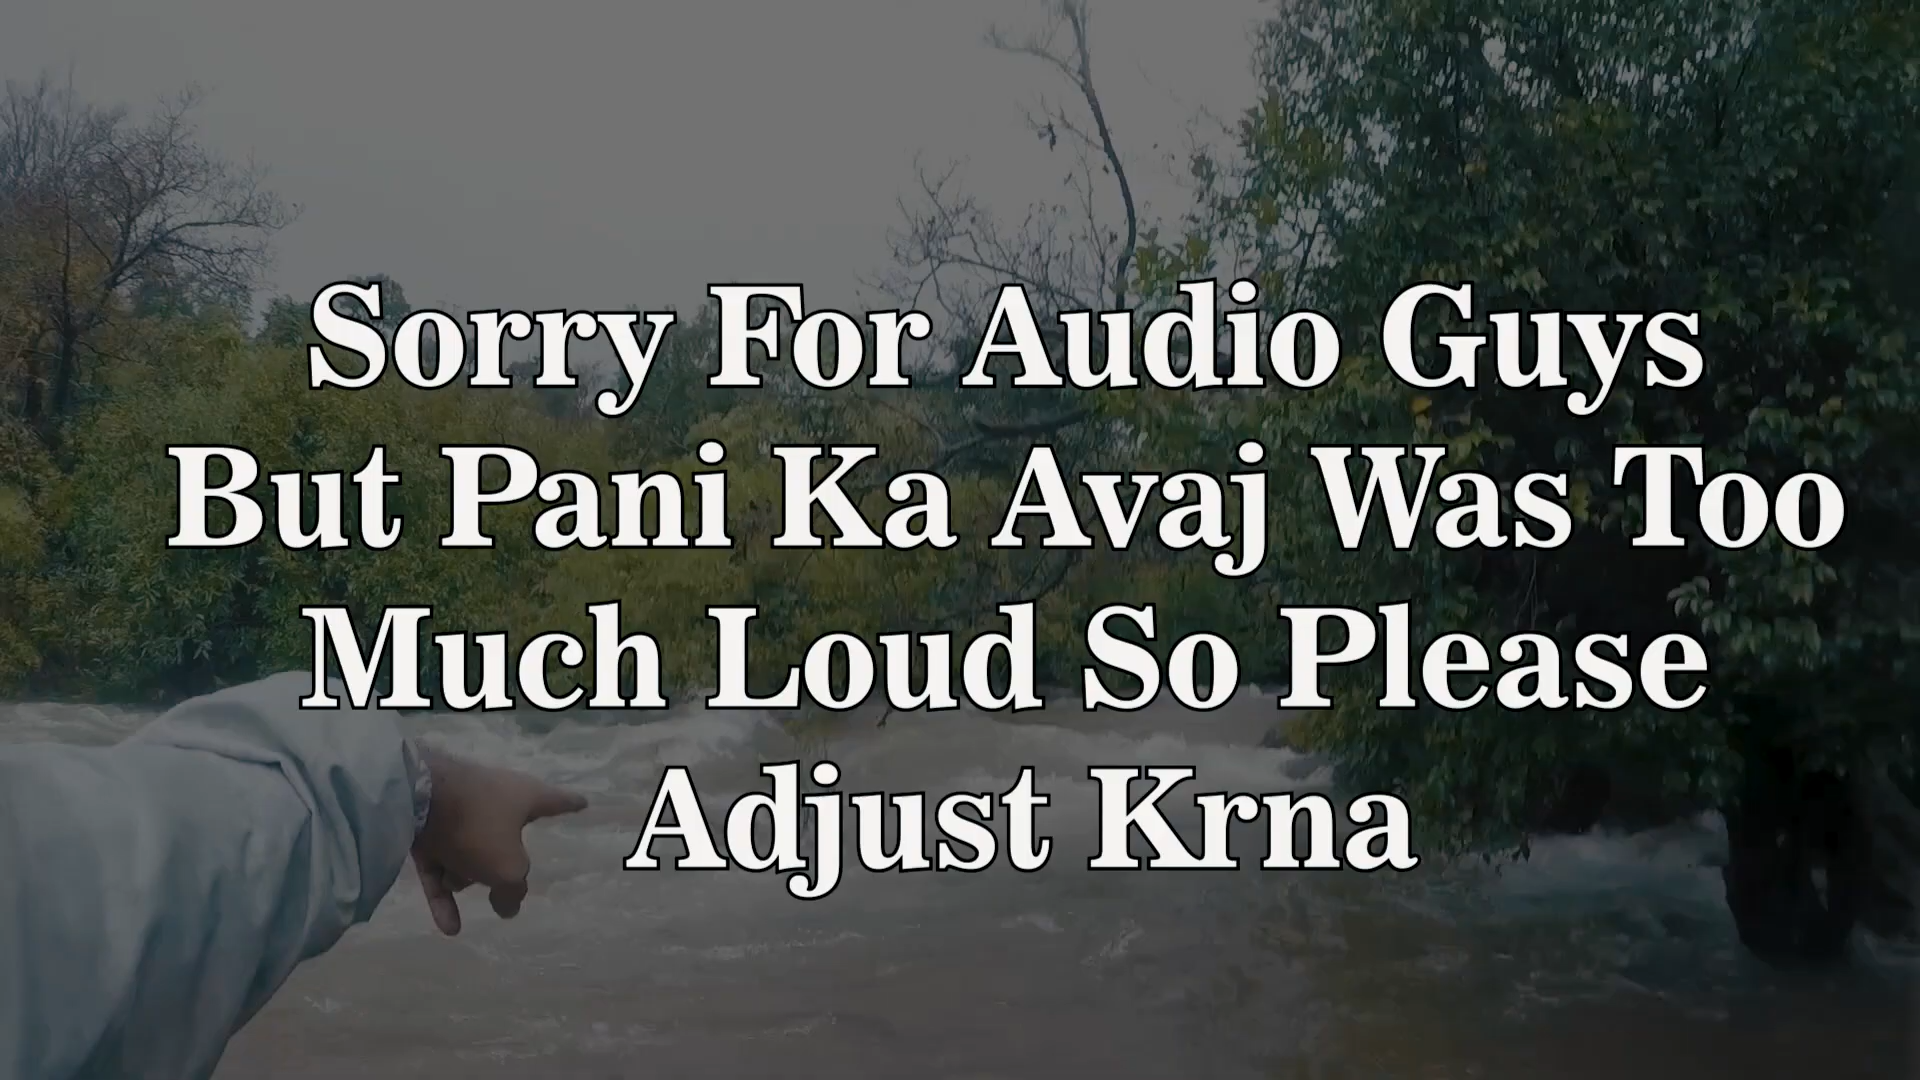 Sorry For Audio Guys
But Pani Ka Avaj Was Too
Much Loud So Please
Adjust Krna